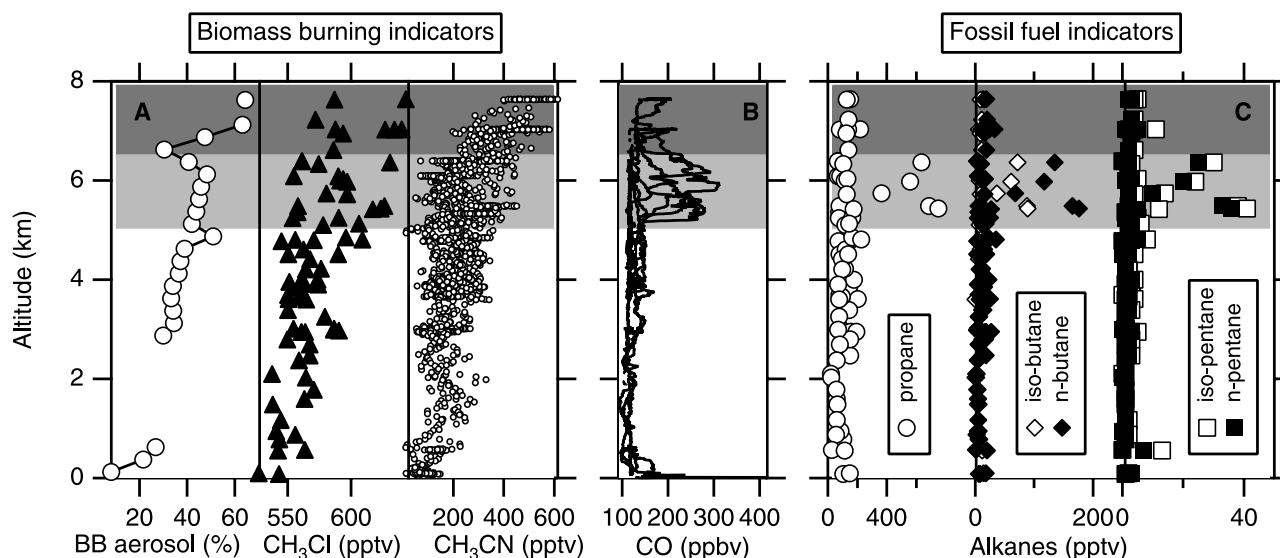 Biomass burning indicators
Fossil fuel indicators
A
B
C
Altitude (km)
8
6
4
2
0
20 40 60
BB aerosol (%)
550 600
CH₃Cl (pptv)
200 400 600
CH₃CN (pptv)
100 200 300 400
CO (ppbv)
propane
iso-butane
n-butane
iso-pentane
n-pentane
0 400 0 2000 40
Alkanes (pptv)